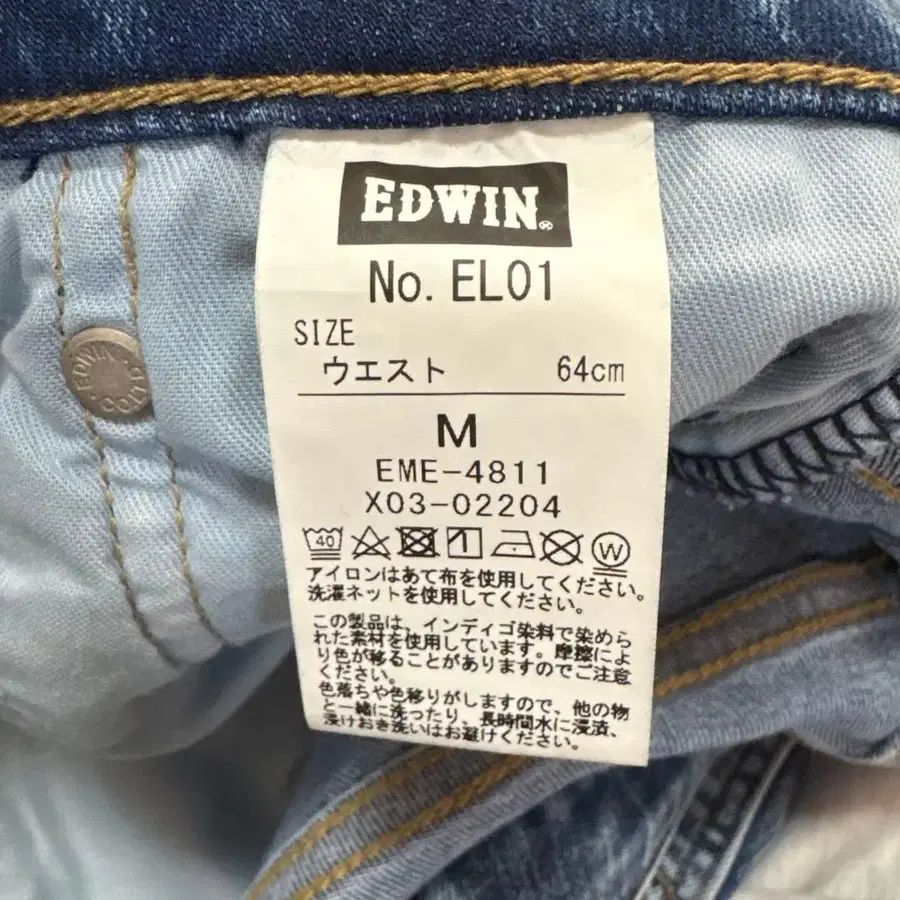 EDWIN®
No. EL01
SIZE
ウエスト 64cm
M
EME-4811
X03-02204
40 W
アイロンはあて布を使用してください。
洗濯ネットを使用してください。
この製品は、インディゴ染料で染めら
れた素材を使用しています。摩擦によ
り色が移ることがありますのでご注意
ください。
色落ちや色移りがしますので、他の物
と一緒に洗ったり、長時間水に浸漬、
浸けおき洗いはお避けください。
EDWIN